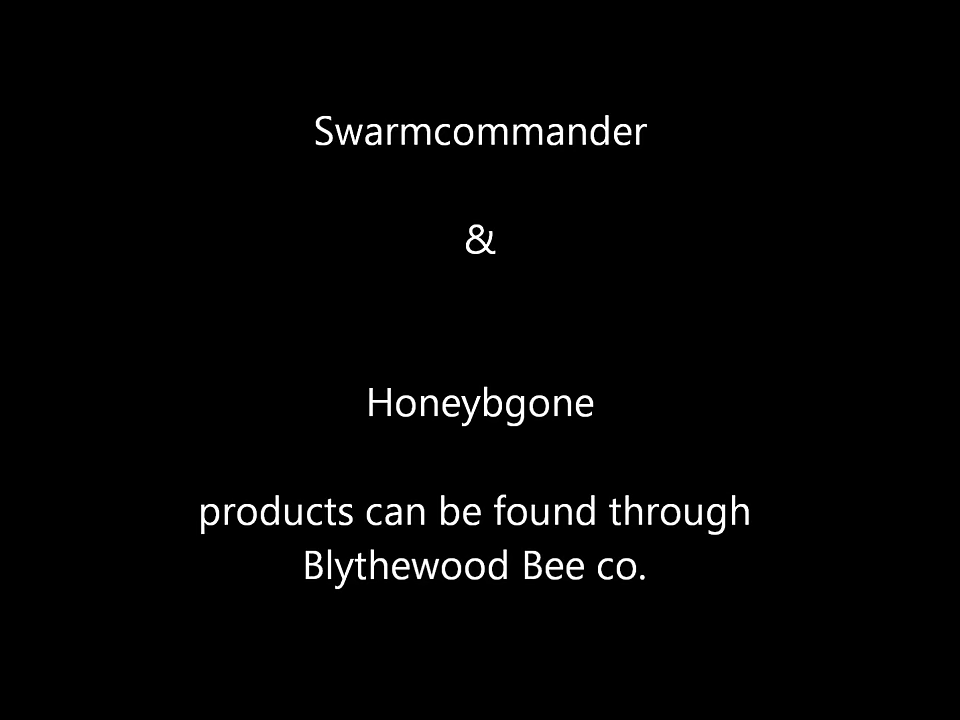 Swarmcommander
&
Honeybgone
products can be found through
Blythewood Bee co.